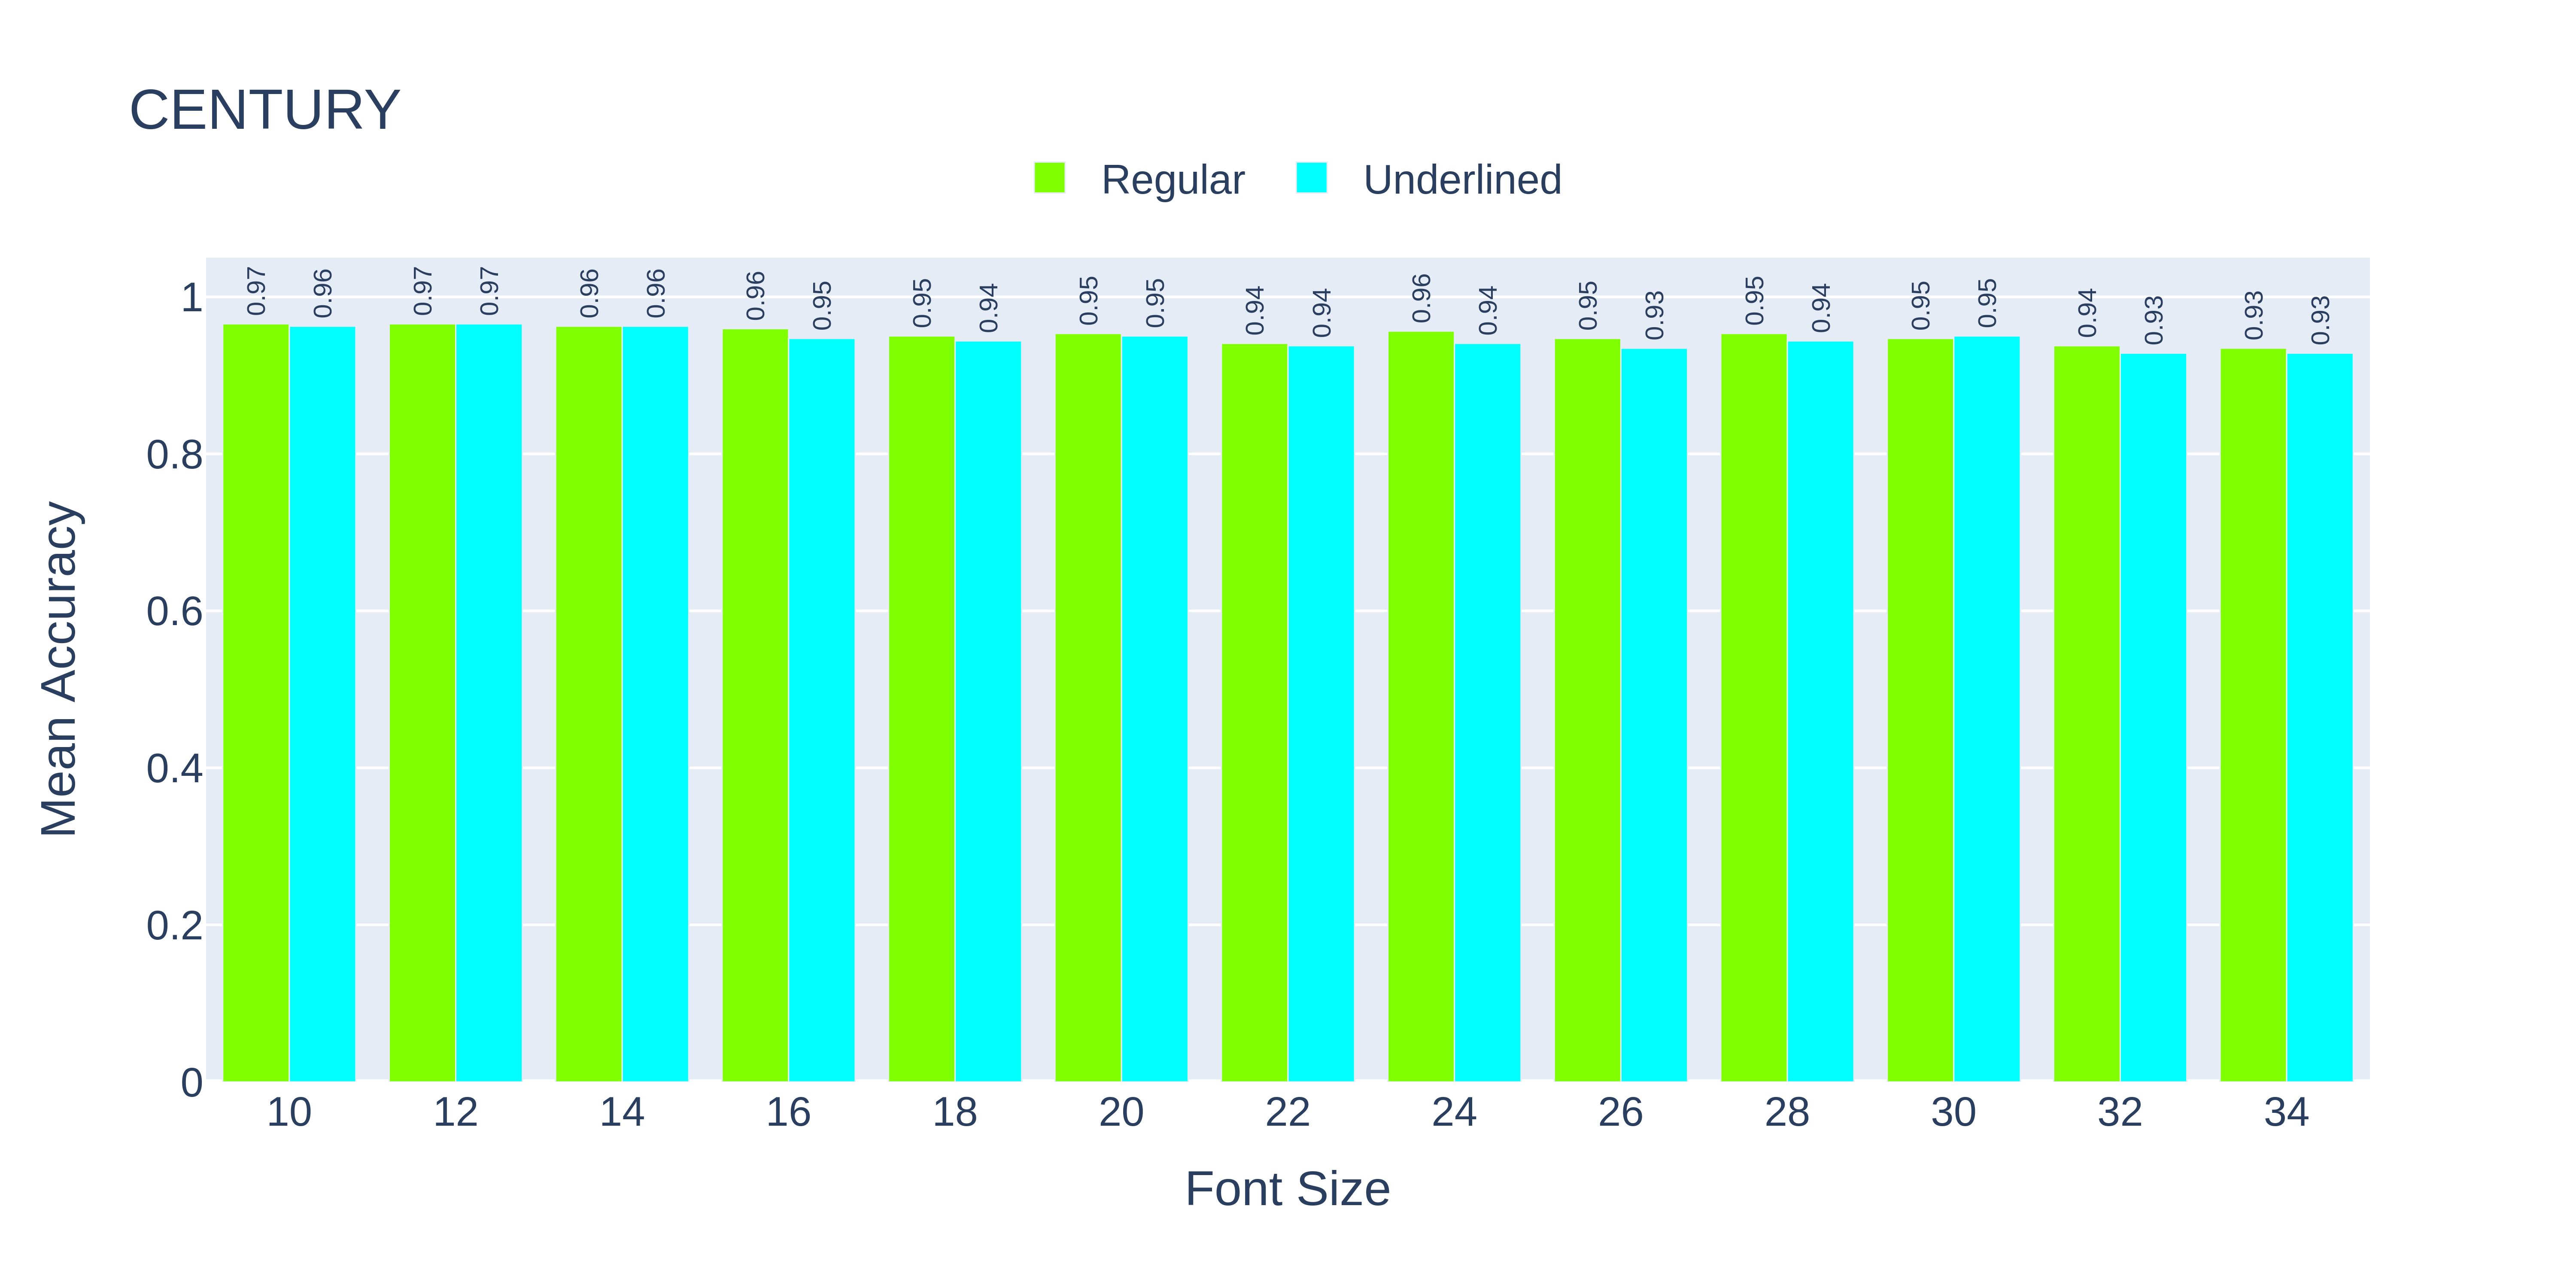 CENTURY
Regular Underlined
0.97 0.96 0.97 0.97 0.96 0.96 0.96 0.95 0.95 0.94 0.95 0.95 0.94 0.94 0.96 0.94 0.95 0.93 0.95 0.94 0.95 0.95 0.94 0.93 0.93 0.93
1
0.8
0.6
0.4
0.2
0
Mean Accuracy
10 12 14 16 18 20 22 24 26 28 30 32 34
Font Size